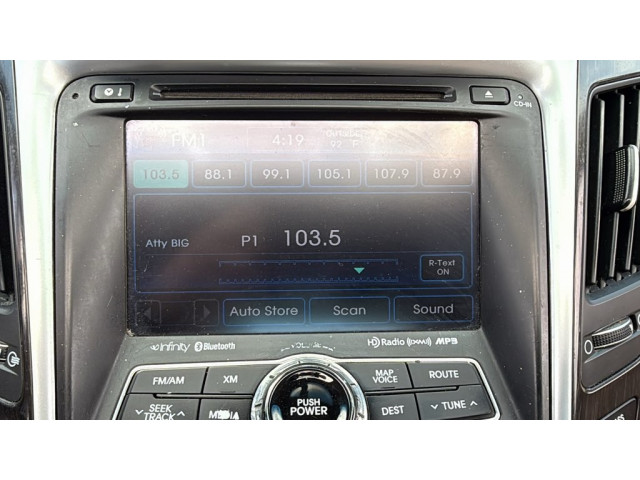 CD-IN
FM1 4:19
92
103.5 88.1 99.1 105.1 107.9 87.9
Atty BIG P1 103.5
R-Text
ON
Auto Store Scan Sound
infinity Bluetooth HD Radio XM MP3
FM/AM XM MAP VOICE ROUTE
SEEK TRACK MEDIA PUSH POWER DEST TUNE